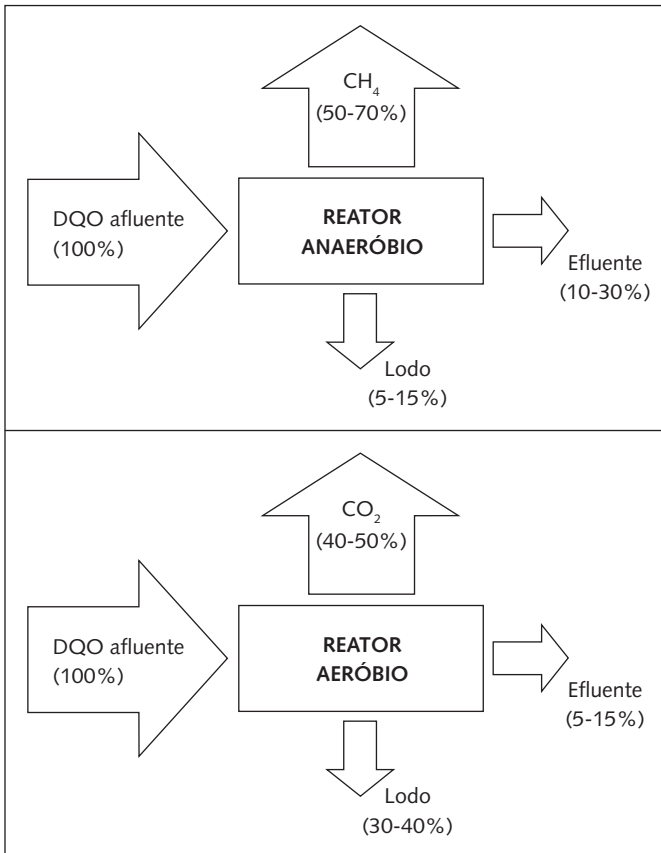 CH₄
(50-70%)
DQO afluente
(100%)
REATOR
ANAERÓBIO
Efluente
(10-30%)
Lodo
(5-15%)
CO₂
(40-50%)
DQO afluente
(100%)
REATOR
AERÓBIO
Efluente
(5-15%)
Lodo
(30-40%)